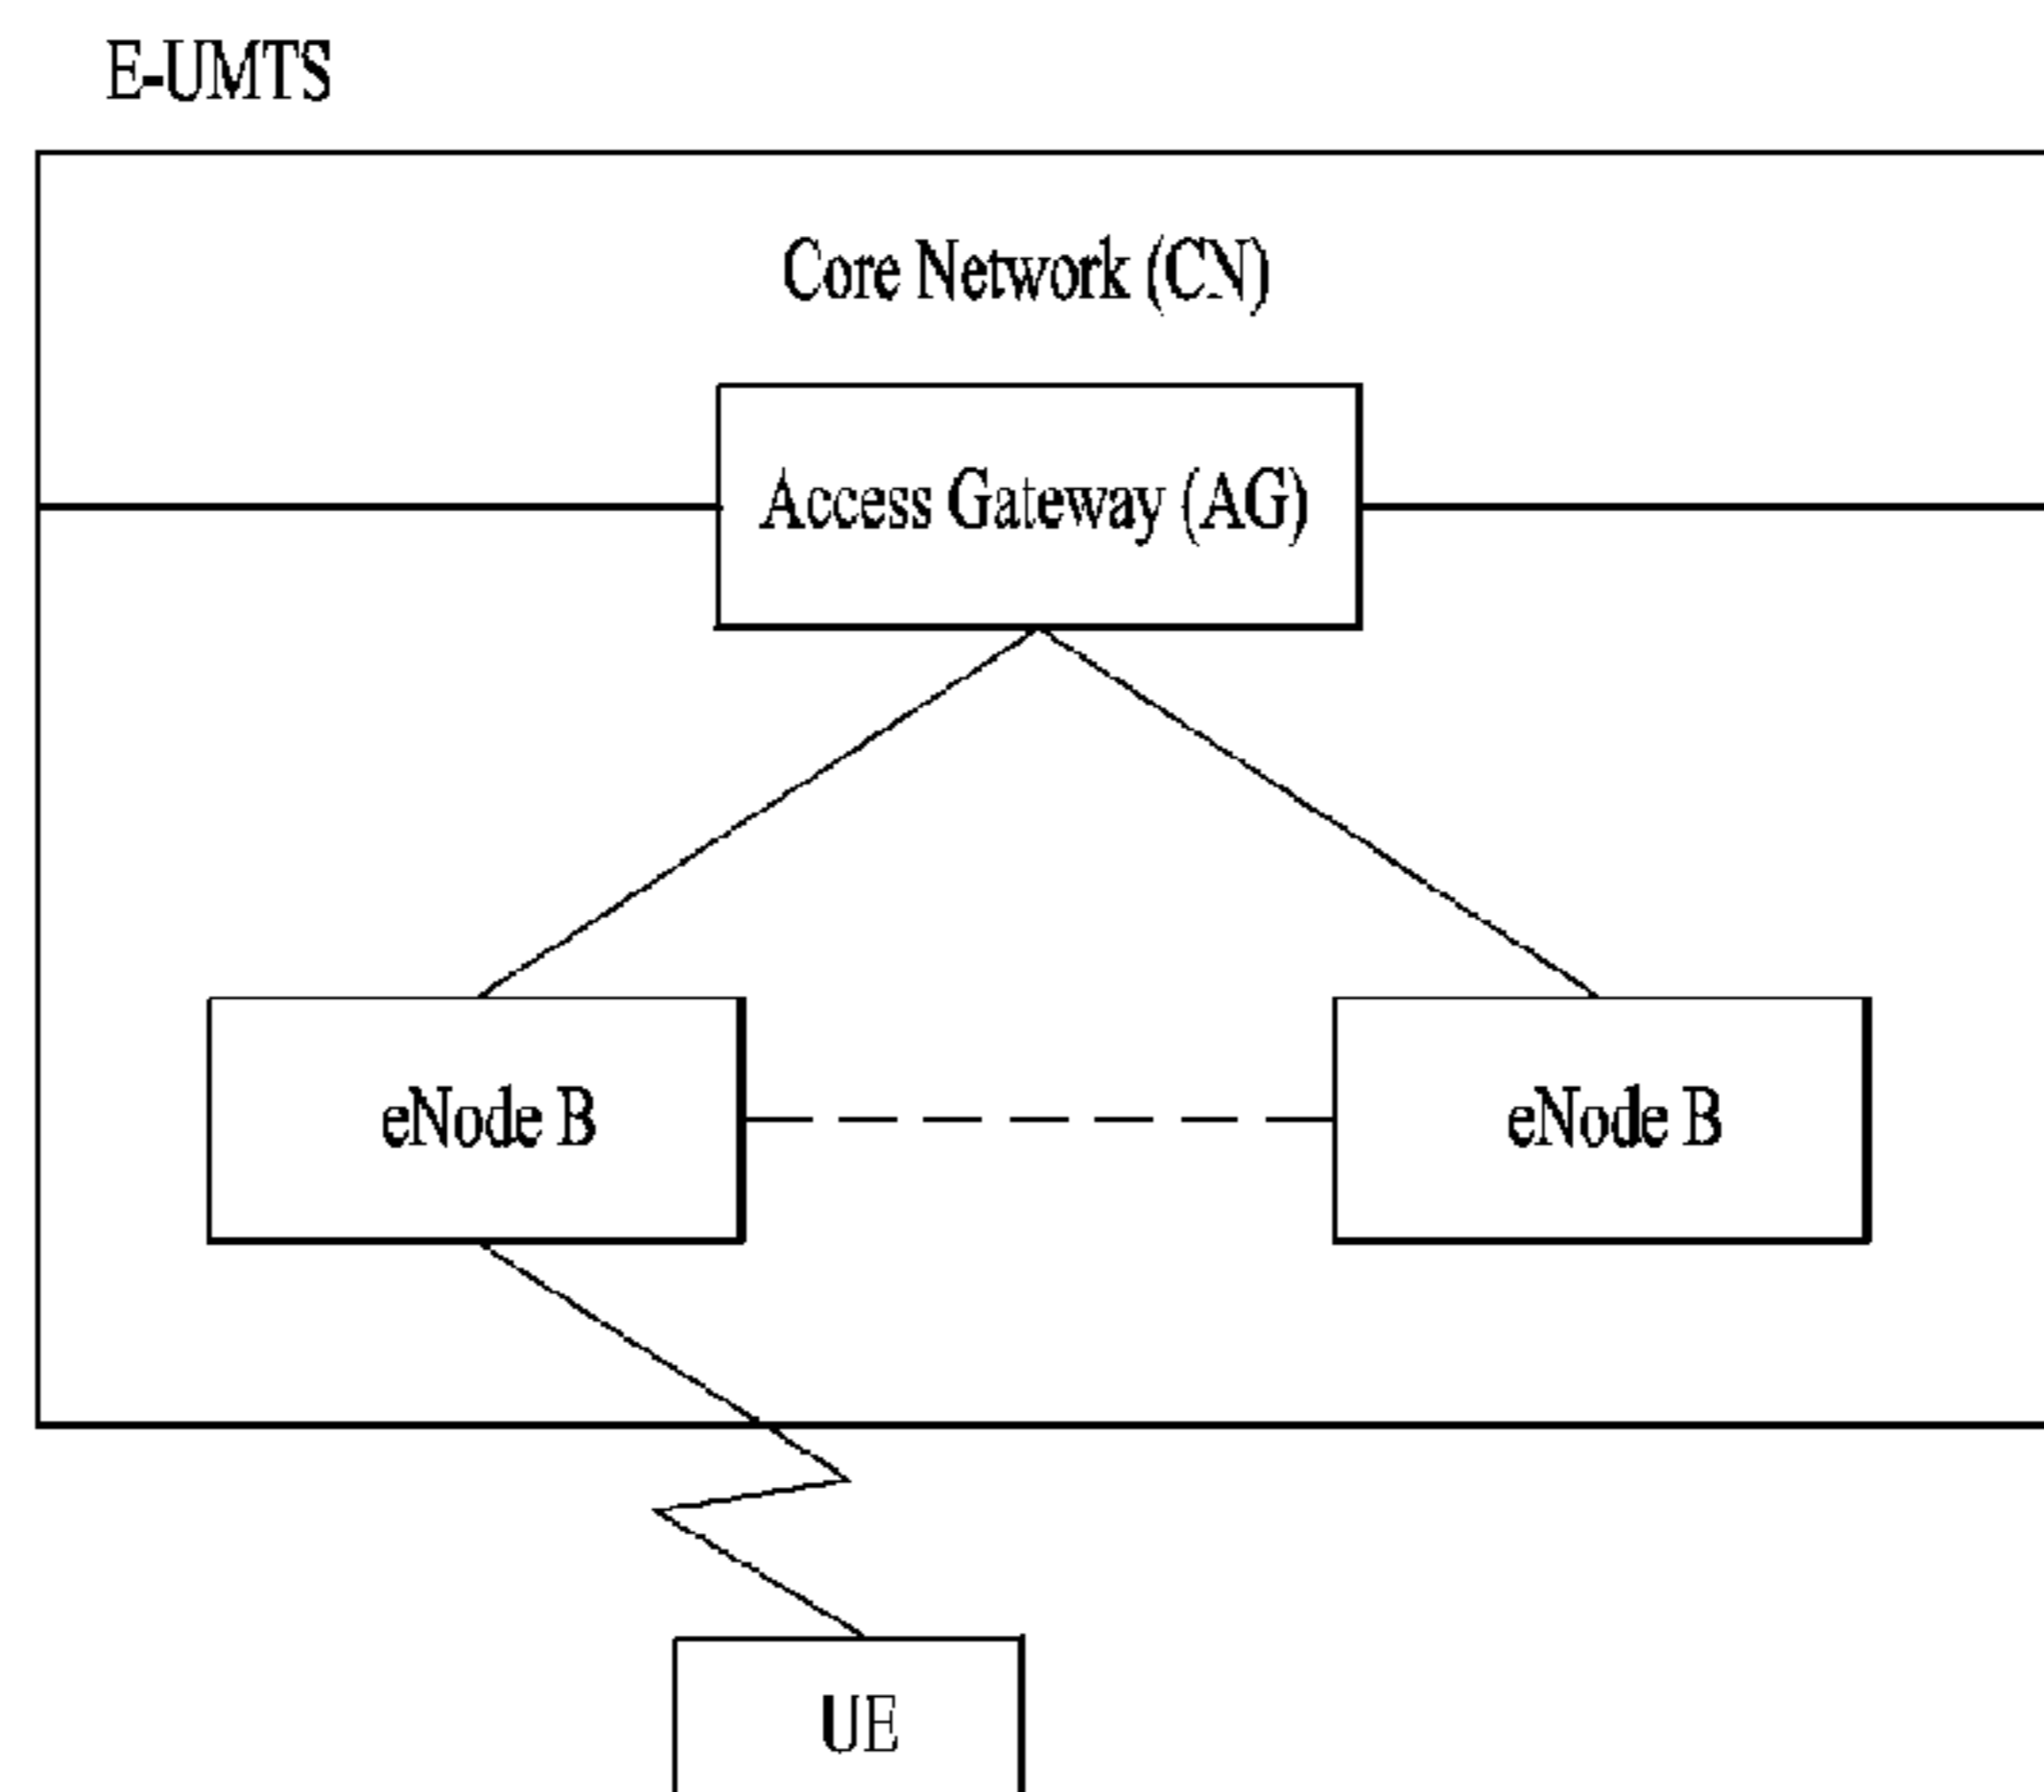 E-UMTS
Core Network (CN)
Access Gateway (AG)
eNode B
eNode B
UE